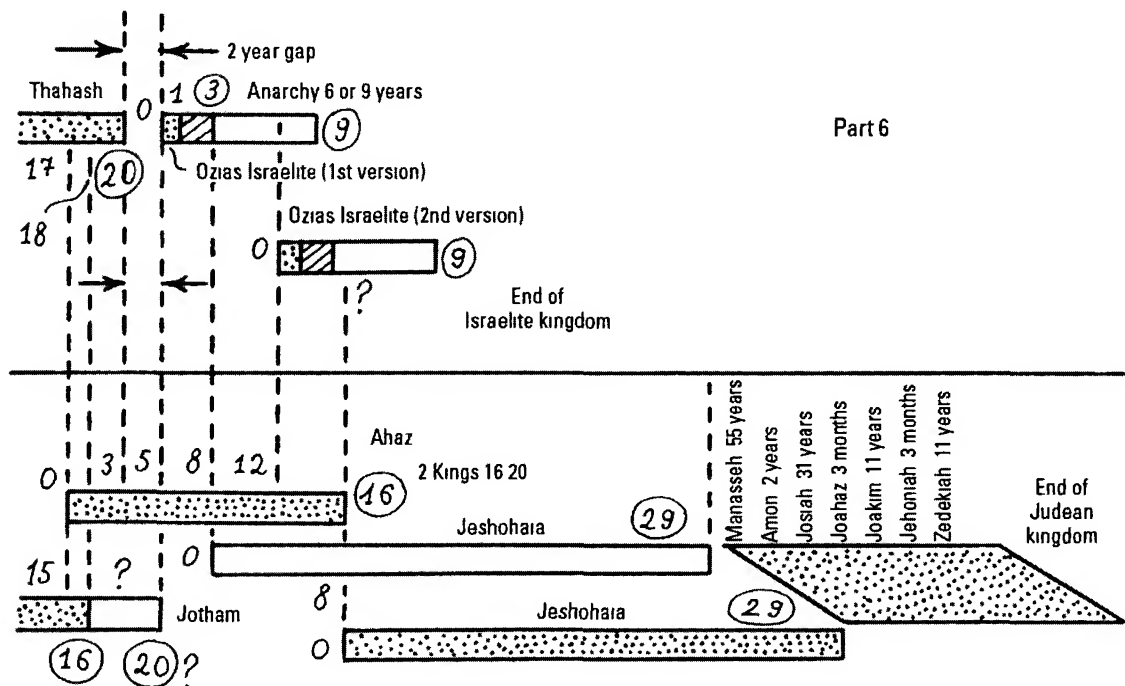 2 year gap
Thahash
0
1
3
Anarchy 6 or 9 years
9
Part 6
17
20
Ozias Israelite (1st version)
18
Ozias Israelite (2nd version)
0
9
?
End of
Israelite kingdom
Manasseh 55 years
Amon 2 years
Josiah 31 years
Joahaz 3 months
Joakim 11 years
Jehoniah 3 months
Zedekiah 11 years
End of
Judean
kingdom
Ahaz
0
3
5
8
12
2 Kings 16 20
16
Jeshohaia
29
0
15
?
Jotham
8
Jeshohaia
29
0
16
20
?